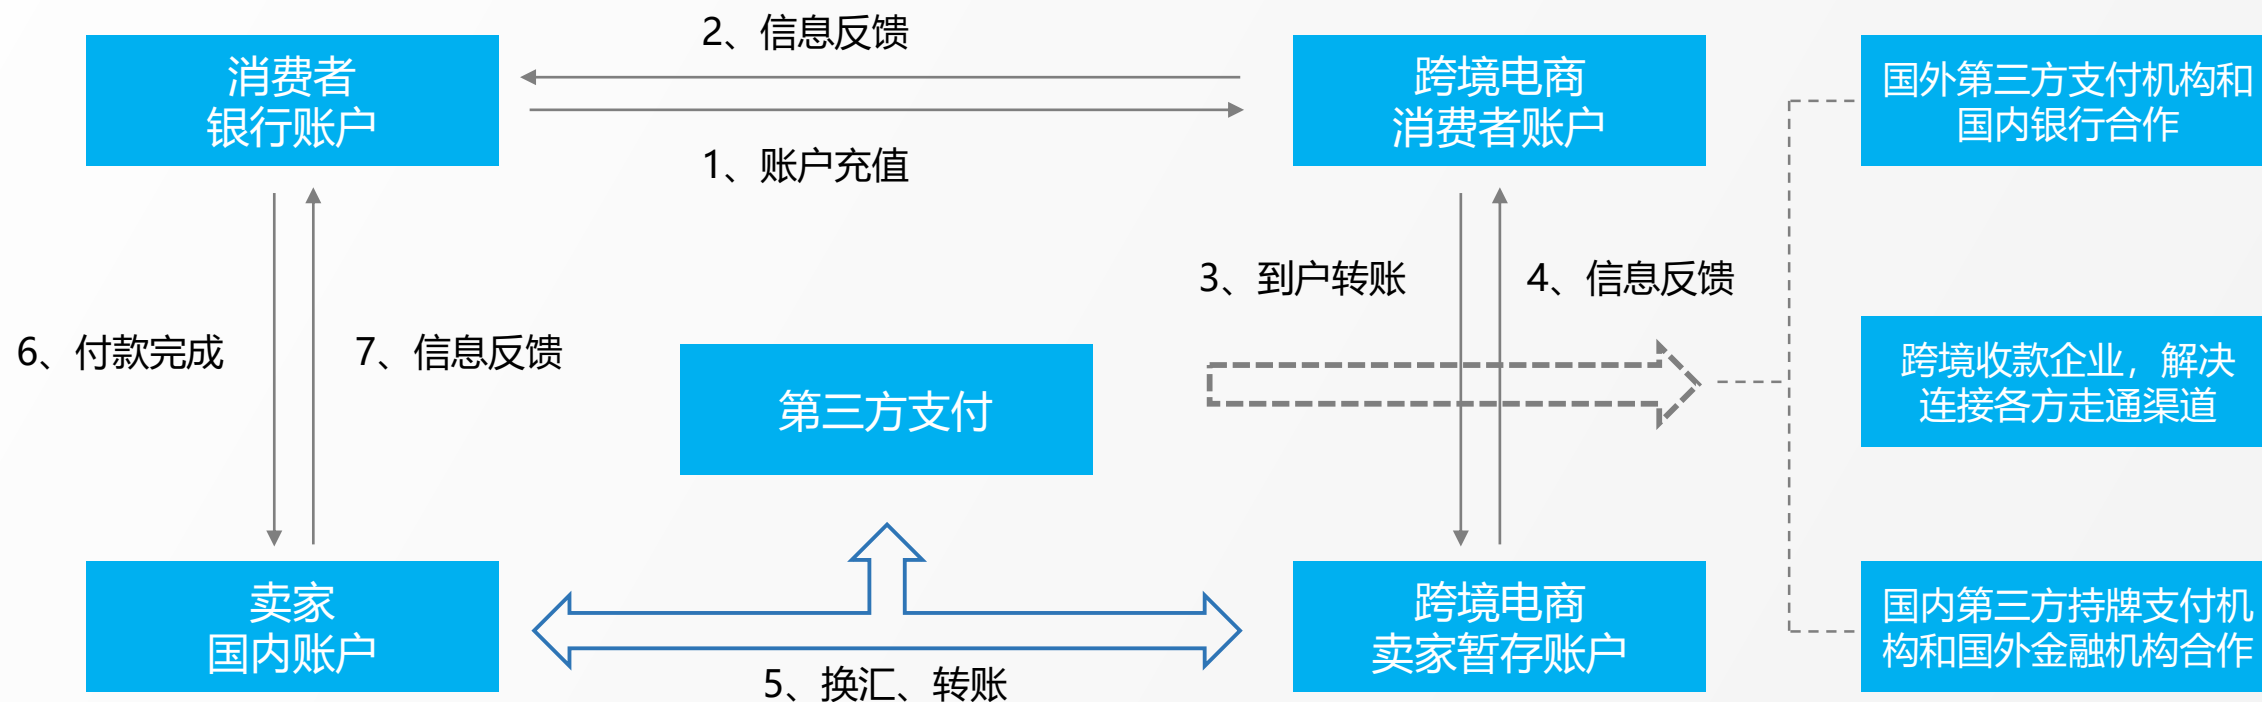 2、信息反馈
消费者
银行账户
跨境电商
消费者账户
国外第三方支付机构和
国内银行合作
1、账户充值
3、到户转账
4、信息反馈
6、付款完成
7、信息反馈
第三方支付
跨境收款企业，解决
连接各方走通渠道
卖家
国内账户
跨境电商
卖家暂存账户
国内第三方持牌支付机
构和国外金融机构合作
5、换汇、转账